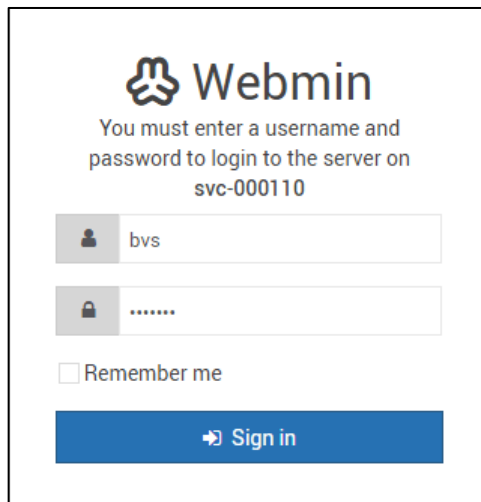 Webmin
You must enter a username and
password to login to the server on
svc-000110
bvs
•••••••
Remember me
Sign in